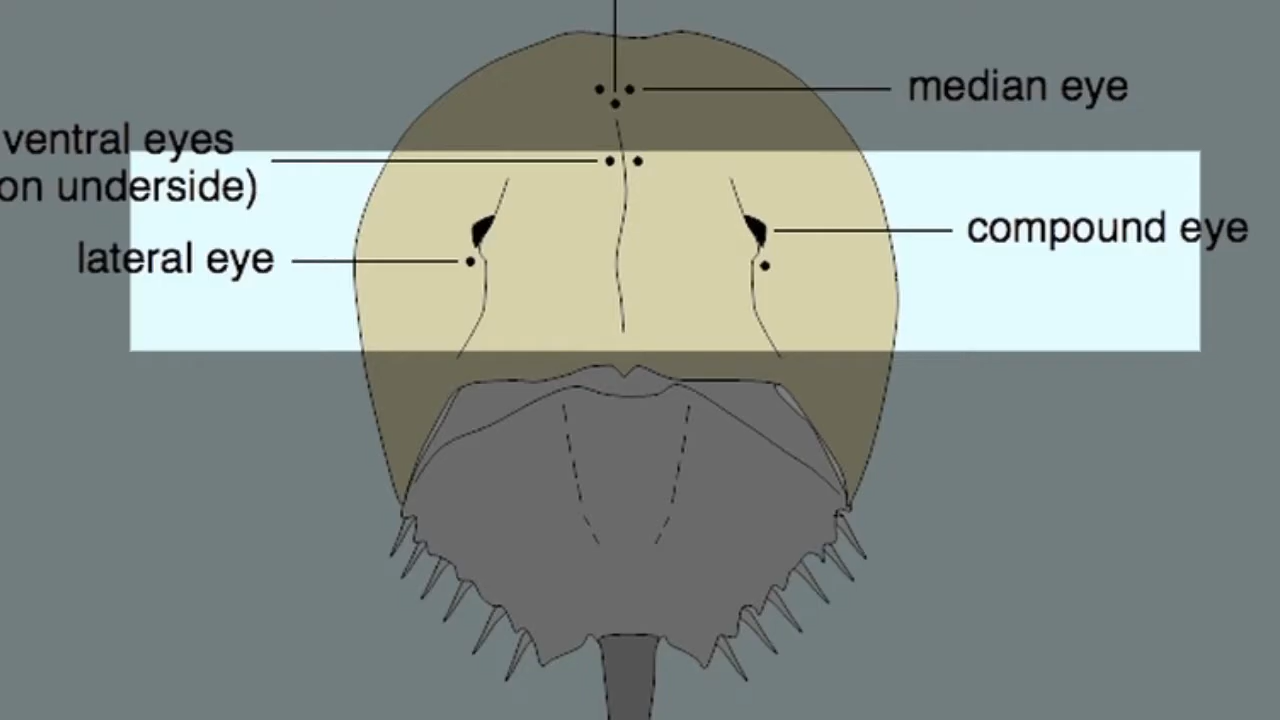 median eye
ventral eyes
on underside)
lateral eye
compound eye